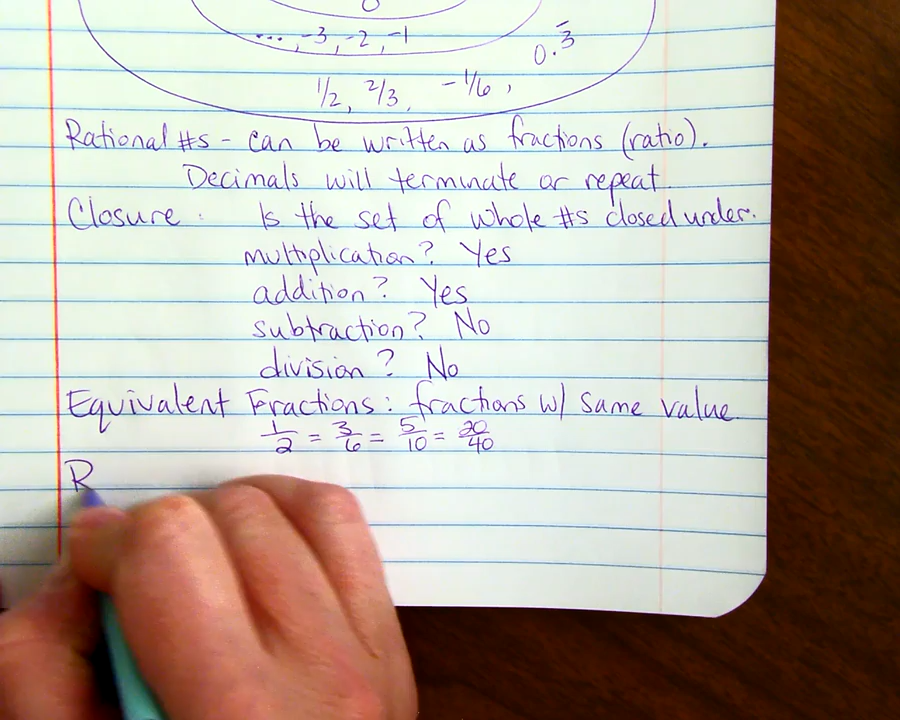 0
..., -3, -2, -1
0.3̅
1/2, 2/3, -1/6,
Rational #s - can be written as fractions (ratio).
Decimals will terminate or repeat.
Closure: Is the set of whole #s closed under:
multiplication? Yes
addition? Yes
subtraction? No
division? No
Equivalent Fractions: fractions w/ same value
1/2 = 3/6 = 5/10 = 20/40
R